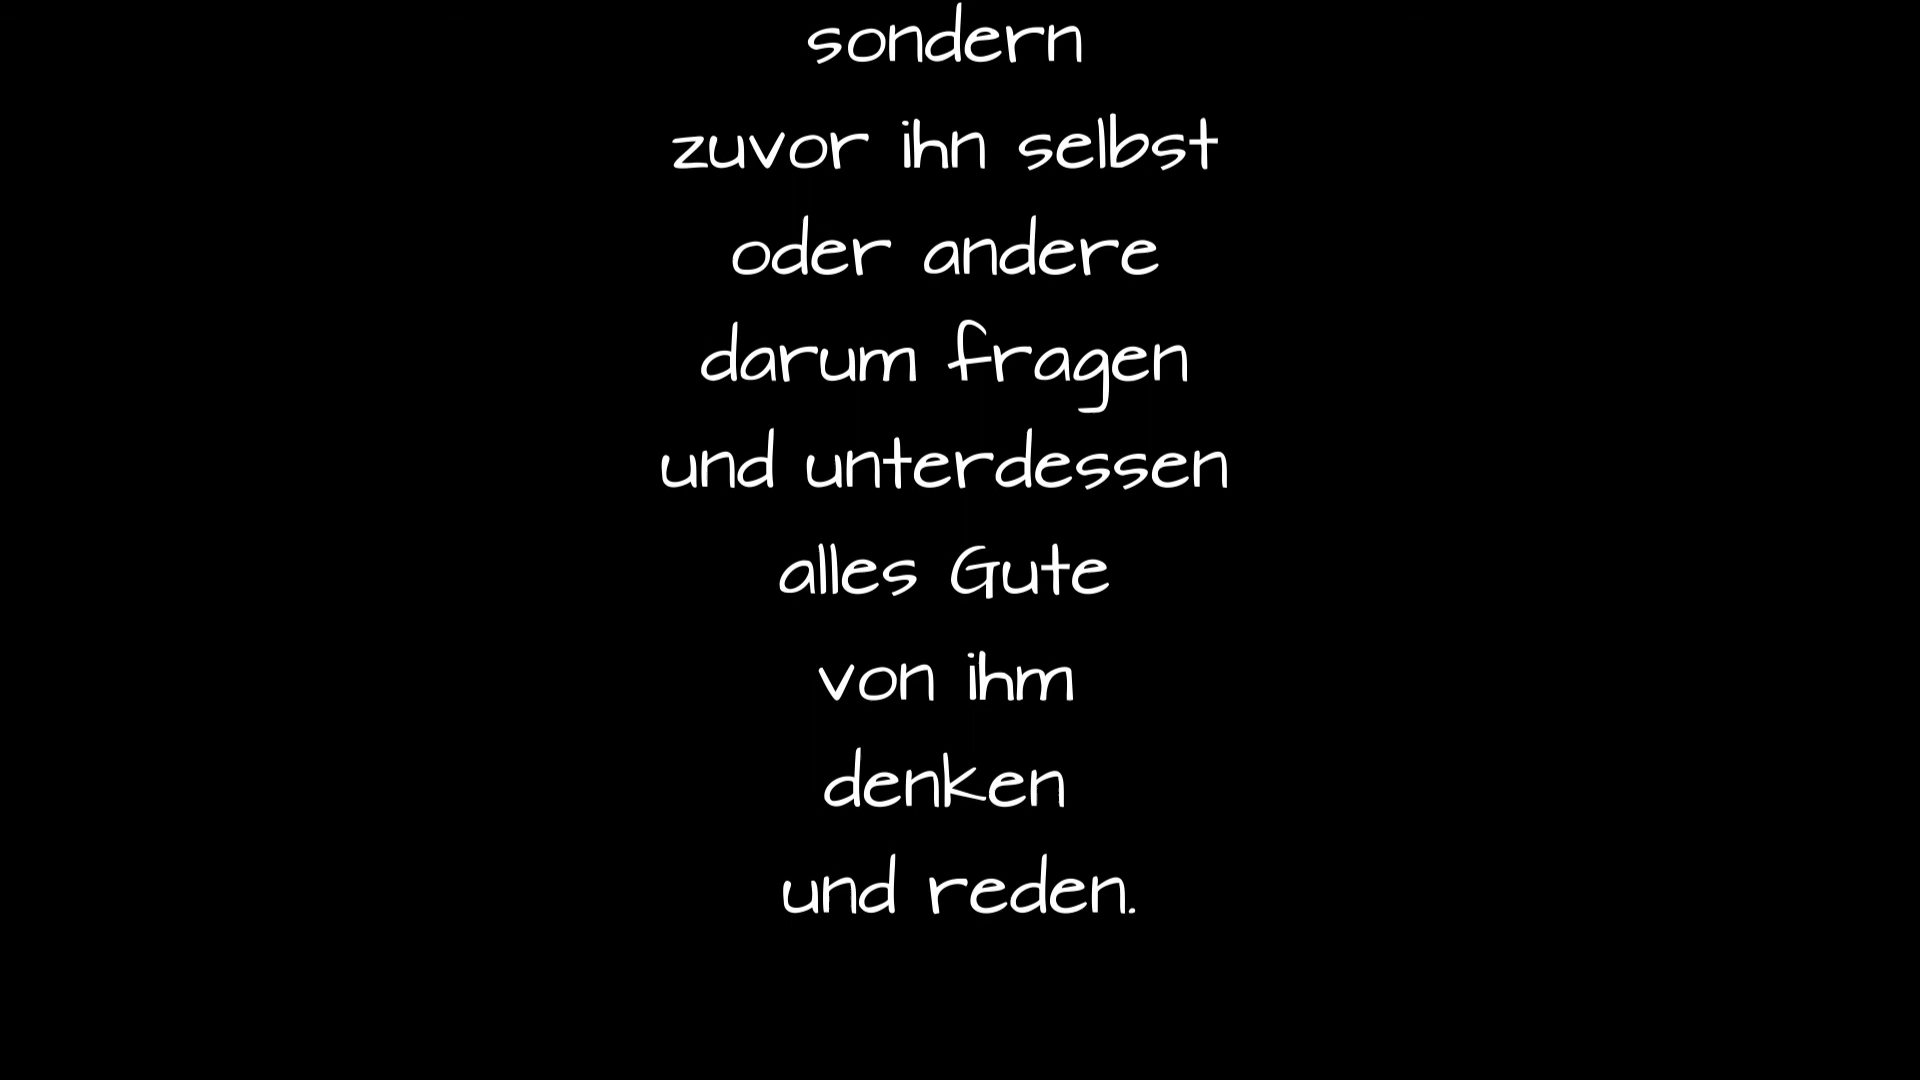 sondern
zuvor ihn selbst
oder andere
darum fragen
und unterdessen
alles Gute
von ihm
denken
und reden.